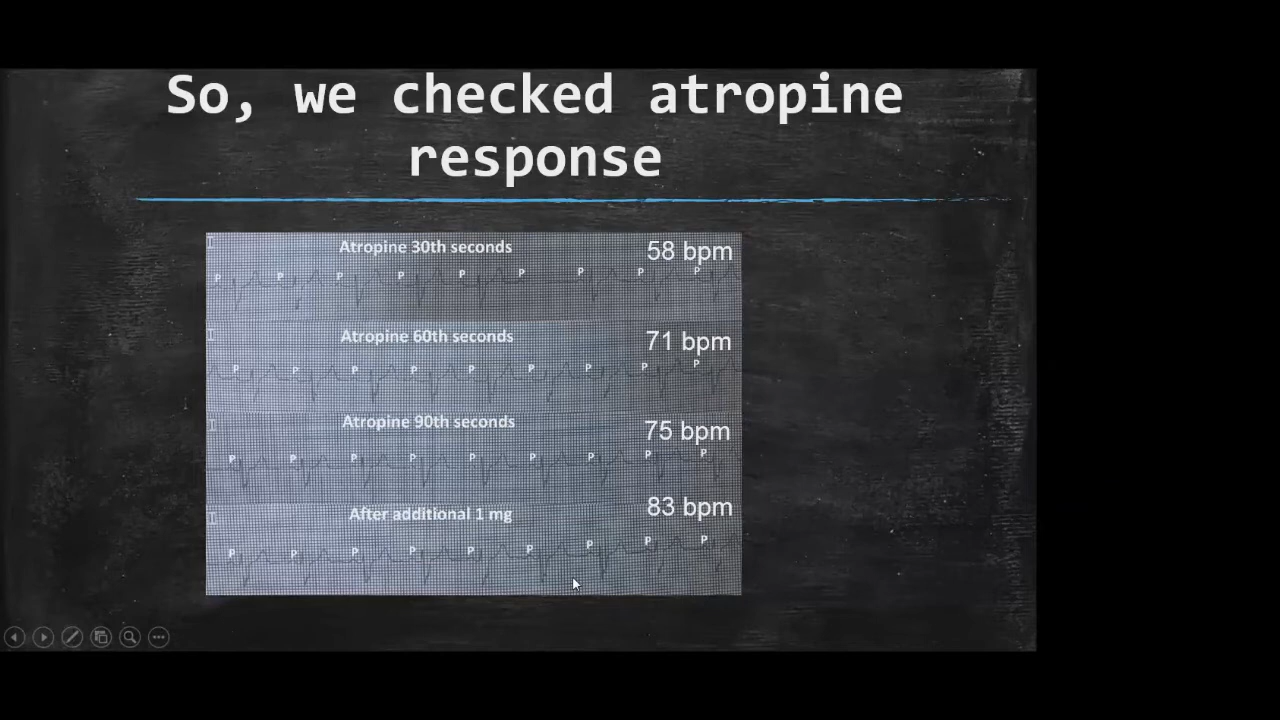 So, we checked atropine
response
I
Atropine 30th seconds
58 bpm
P P P P P P P P P
I
Atropine 60th seconds
71 bpm
P P P P P P P P P
I
Atropine 90th seconds
75 bpm
P P P P P P P P P
I
After additional 1 mg
83 bpm
P P P P P P P P P